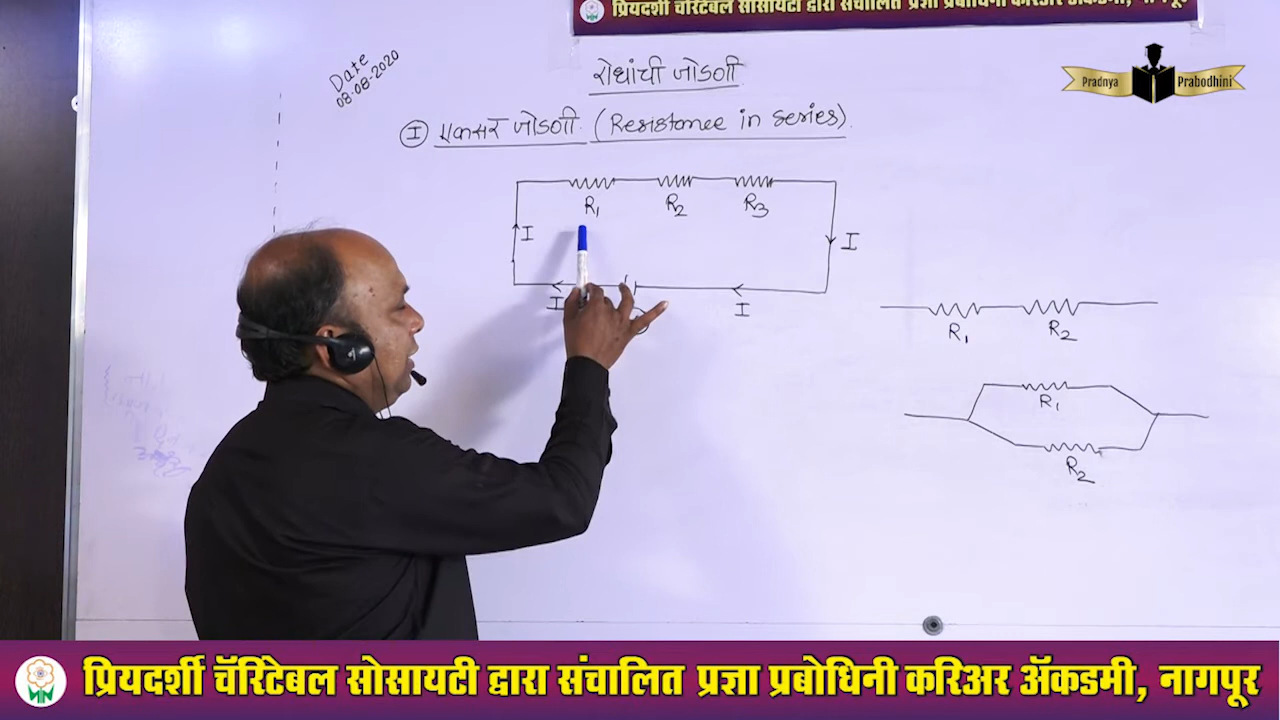 प्रियदर्शी चॅरिटेबल सोसायटी द्वारा संचालित प्रज्ञा प्रबोधिनी करिअर ॲकडमी, नागपूर
Pradnya Prabodhini
Date
08.08.2020
रोधांची जोडणी
I एकसर जोडणी (Resistance in series)
R1 R2 R3
I I
I I
R1 R2
R1
R2
प्रियदर्शी चॅरिटेबल सोसायटी द्वारा संचालित प्रज्ञा प्रबोधिनी करिअर ॲकडमी, नागपूर